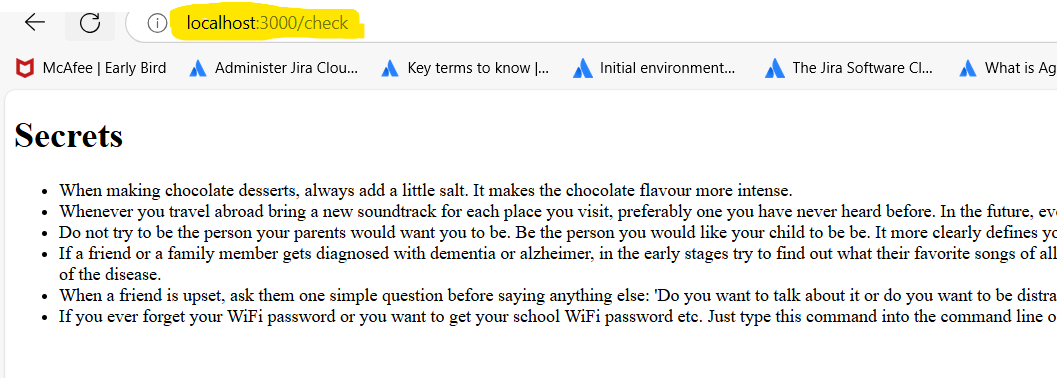 localhost:3000/check
McAfee | Early Bird Administer Jira Clou... Key terms to know |... Initial environment... The Jira Software Cl... What is Ag
Secrets
When making chocolate desserts, always add a little salt. It makes the chocolate flavour more intense.
Whenever you travel abroad bring a new soundtrack for each place you visit, preferably one you have never heard before. In the future, ev
Do not try to be the person your parents would want you to be. Be the person you would like your child to be be. It more clearly defines yo
If a friend or a family member gets diagnosed with dementia or alzheimer, in the early stages try to find out what their favorite songs of all
of the disease.
When a friend is upset, ask them one simple question before saying anything else: 'Do you want to talk about it or do you want to be distra
If you ever forget your WiFi password or you want to get your school WiFi password etc. Just type this command into the command line o